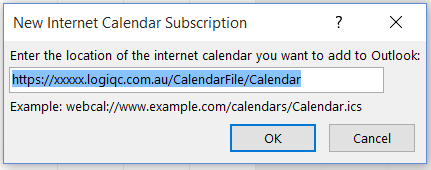 New Internet Calendar Subscription ? ×
Enter the location of the internet calendar you want to add to Outlook:
https://xxxxx.logiqc.com.au/CalendarFile/Calendar
Example: webcal://www.example.com/calendars/Calendar.ics
OK Cancel